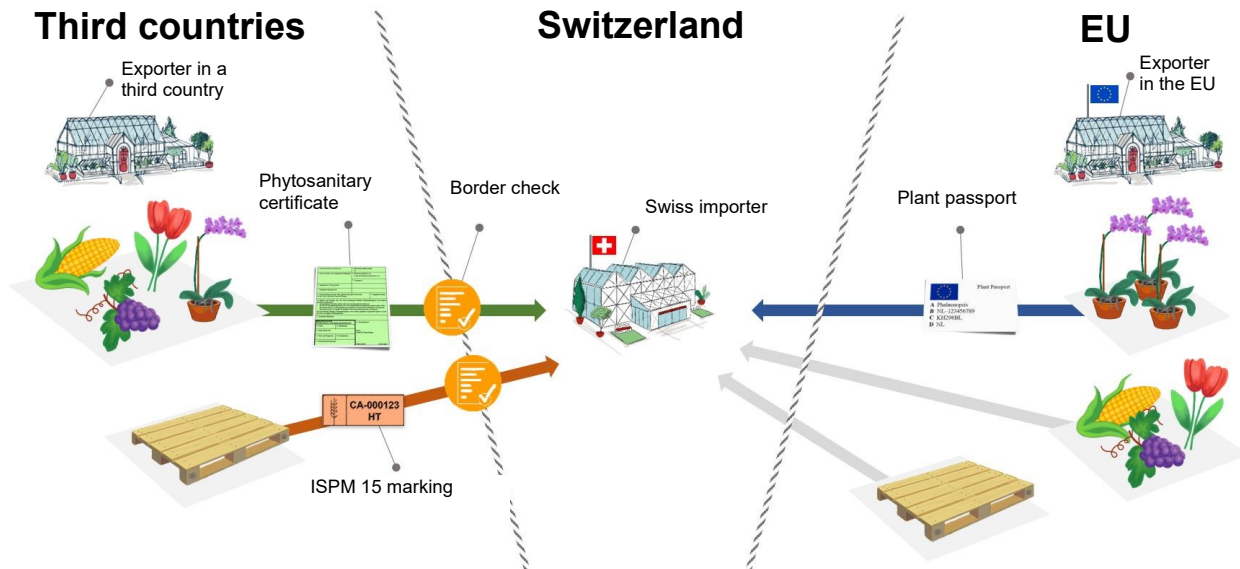 Third countries
Switzerland
EU
Exporter in a
third country
Exporter
in the EU
Phytosanitary
certificate
Border check
Swiss importer
Plant passport
Plant Passport
A Phalaenopsis
B NL-123456789
C KH298BL
D NL
CA-000123
HT
ISPM 15 marking